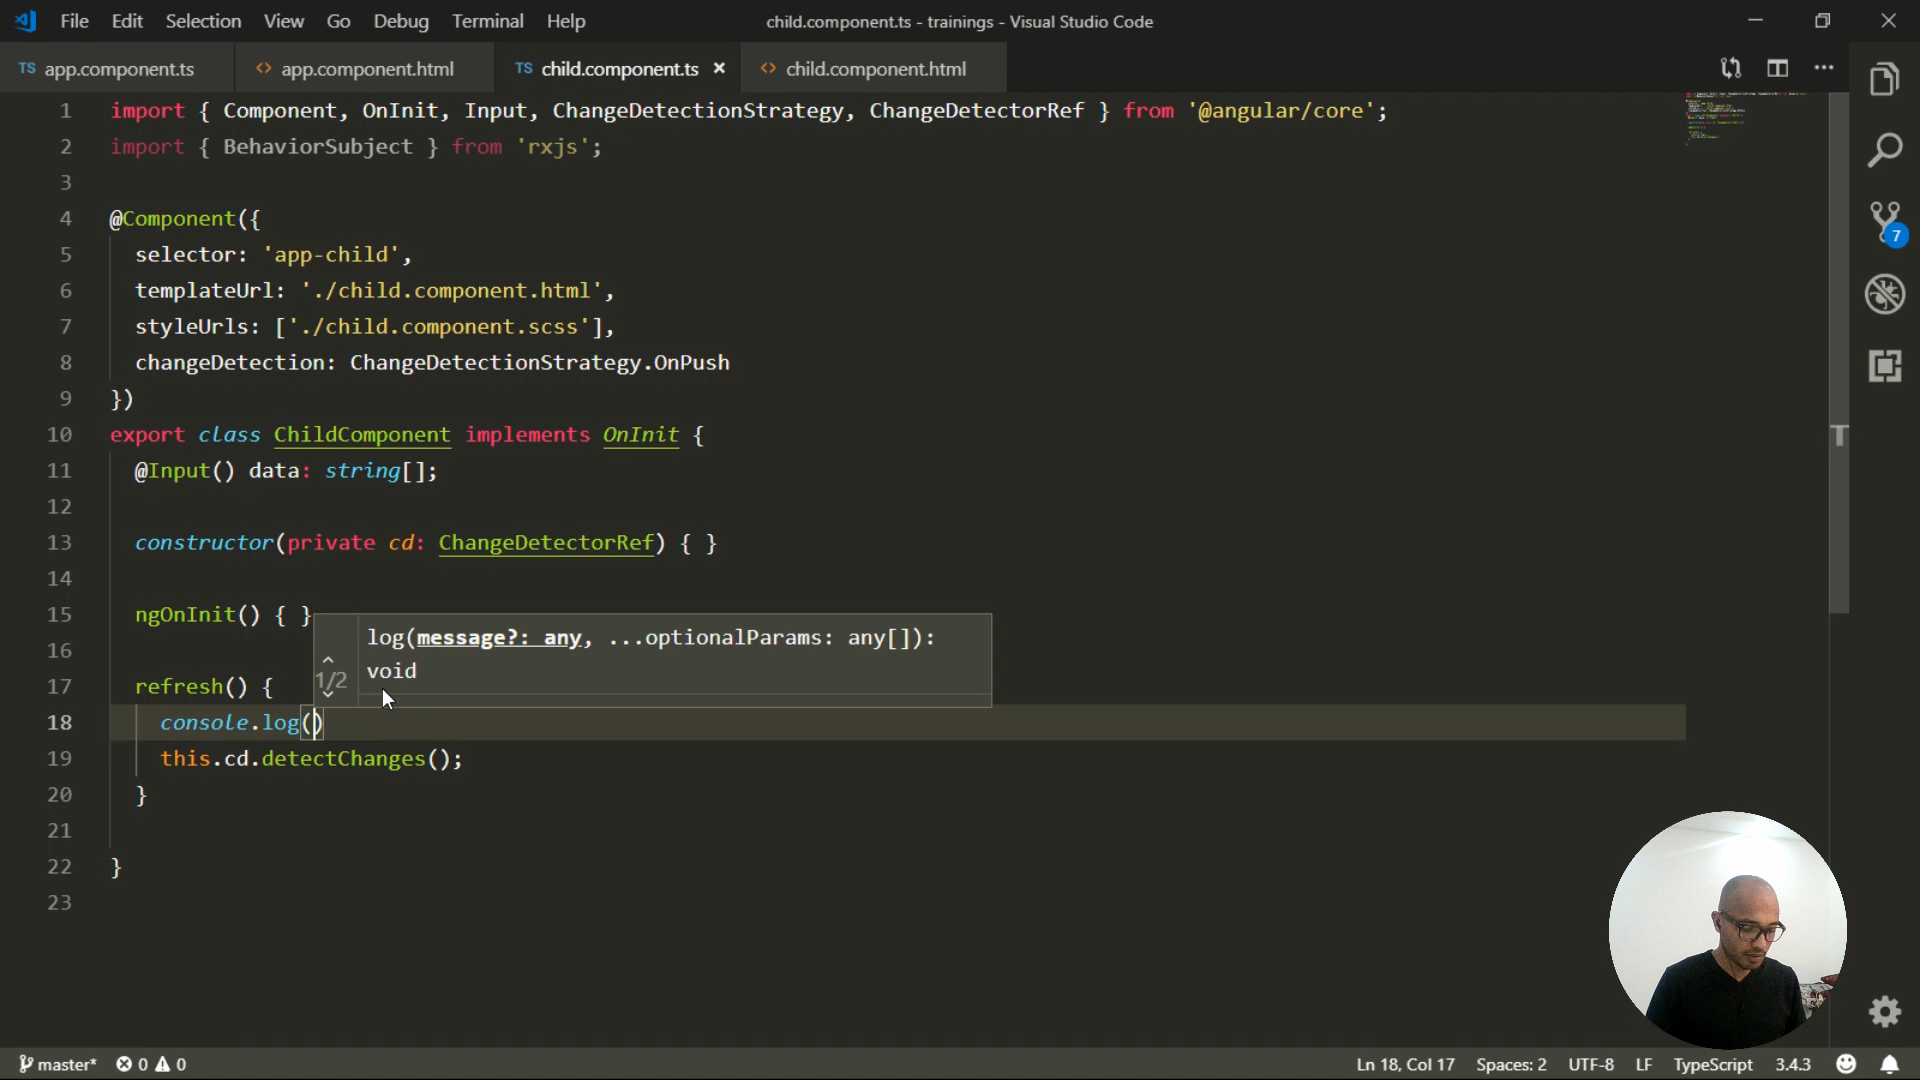 File Edit Selection View Go Debug Terminal Help child.component.ts - trainings - Visual Studio Code
TS app.component.ts <> app.component.html TS child.component.ts × <> child.component.html
1 import { Component, OnInit, Input, ChangeDetectionStrategy, ChangeDetectorRef } from '@angular/core';
2 import { BehaviorSubject } from 'rxjs';
3
4 @Component({
5 selector: 'app-child',
6 templateUrl: './child.component.html',
7 styleUrls: ['./child.component.scss'],
8 changeDetection: ChangeDetectionStrategy.OnPush
9 })
10 export class ChildComponent implements OnInit {
11 @Input() data: string[];
12
13 constructor(private cd: ChangeDetectorRef) { }
14
15 ngOnInit() { }
log(message?: any, ...optionalParams: any[]):
16
1/2 void
17 refresh() {
18 console.log()
19 this.cd.detectChanges();
20 }
21
22 }
23
7
master* 0 0 Ln 18, Col 17 Spaces: 2 UTF-8 LF TypeScript 3.4.3